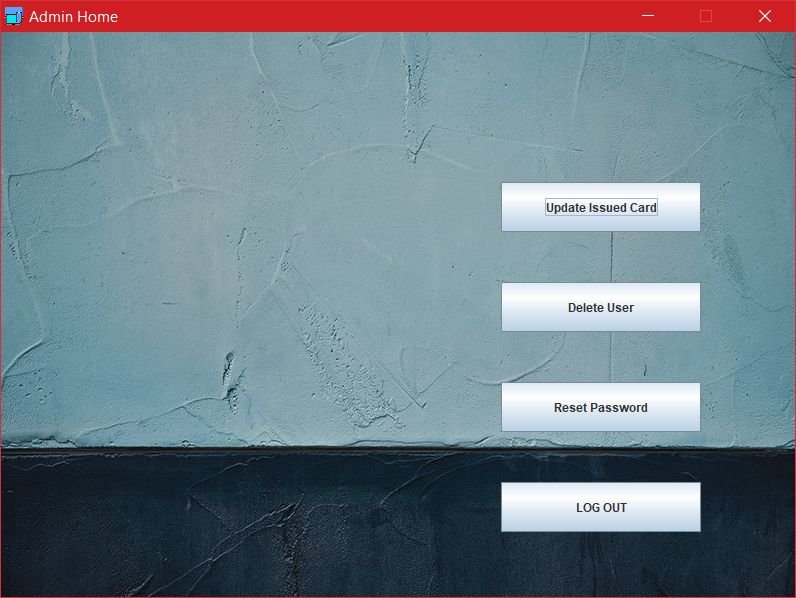 Admin Home
Update Issued Card
Delete User
Reset Password
LOG OUT